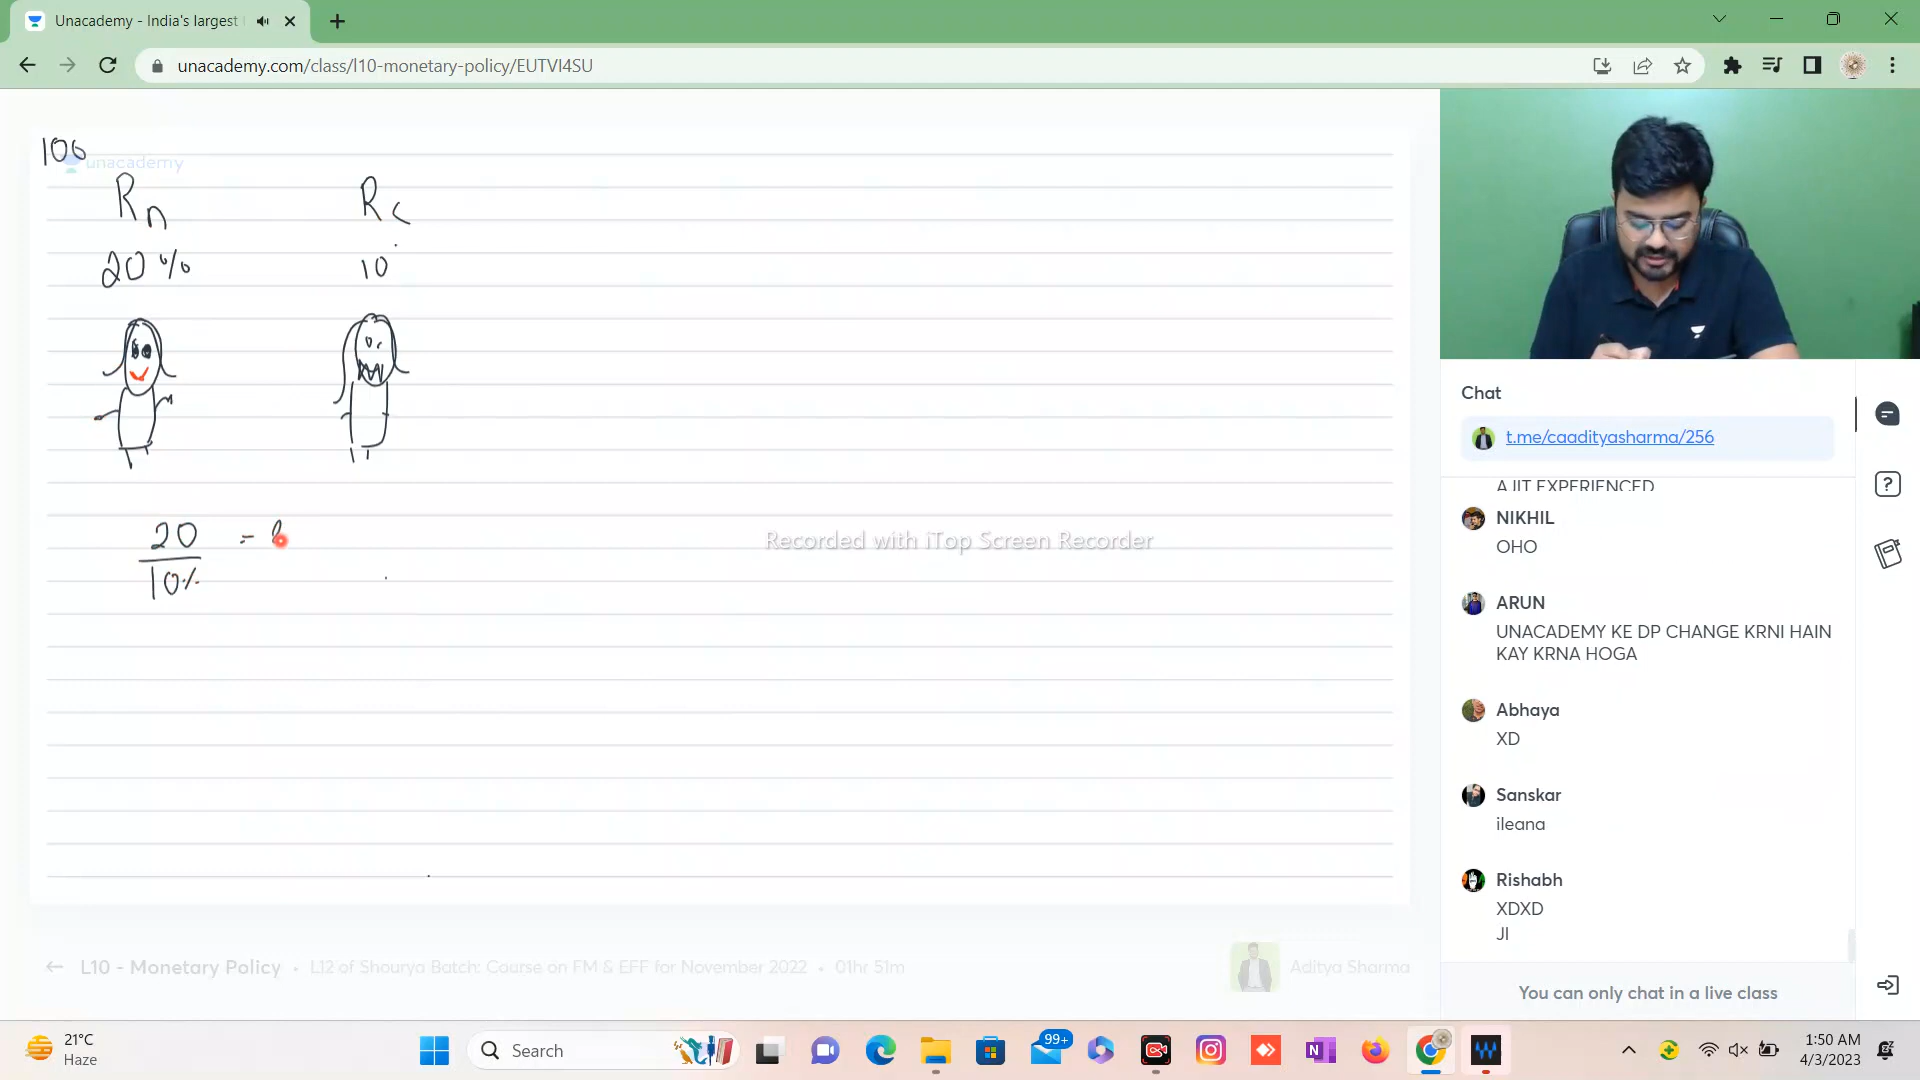 Unacademy - India's largest
unacademy.com/class/l10-monetary-policy/EUTVI4SU
100
unacademy
Rn Rc
20% 10
20
10%
=
Recorded with iTop Screen Recorder
Chat
t.me/caadityasharma/256
A JIT EXPERIENCED
NIKHIL
OHO
ARUN
UNACADEMY KE DP CHANGE KRNI HAIN
KAY KRNA HOGA
Abhaya
XD
Sanskar
ileana
Rishabh
XDXD
JI
You can only chat in a live class
L10 - Monetary Policy • L12 of Shourya Batch: Course on FM & EFF for November 2022 • 01hr 51m
Aditya Sharma
21°C
Haze
Search
99+
1:50 AM
4/3/2023